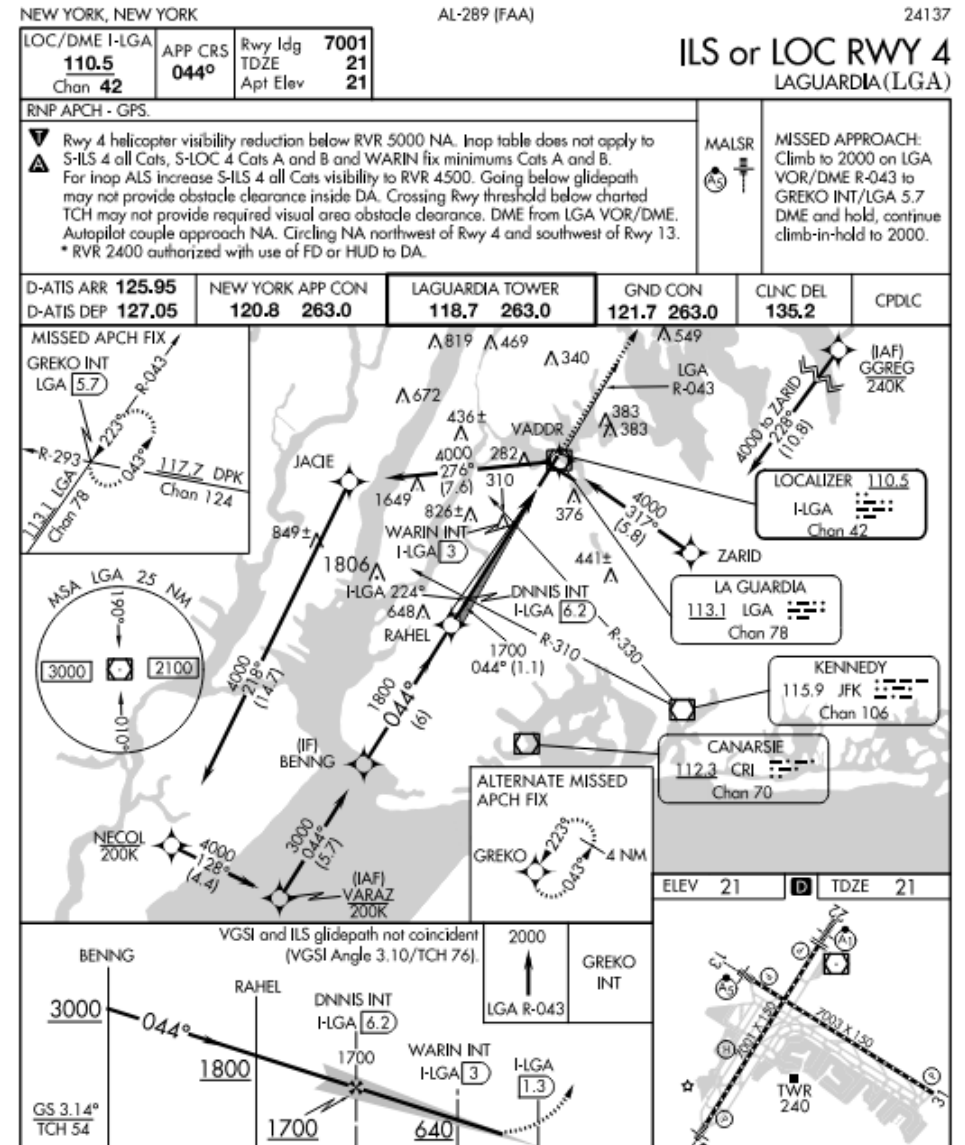 NEW YORK, NEW YORK
AL-289 (FAA)
24137
LOC/DME I-LGA
110.5
Chan 42
APP CRS
044°
Rwy ldg 7001
TDZE 21
Apt Elev 21
ILS or LOC RWY 4
LAGUARDIA (LGA)
RNP APCH - GPS.
T
A
Rwy 4 helicopter visibility reduction below RVR 5000 NA. Inop table does not apply to
S-ILS 4 all Cats, S-LOC 4 Cats A and B and WARIN fix minimums Cats A and B.
For inop ALS increase S-ILS 4 all Cats visibility to RVR 4500. Going below glidepath
may not provide obstacle clearance inside DA. Crossing Rwy threshold below charted
TCH may not provide required visual area obstacle clearance. DME from LGA VOR/DME.
Autopilot couple approach NA. Circling NA northwest of Rwy 4 and southwest of Rwy 13.
* RVR 2400 authorized with use of FD or HUD to DA.
MALSR
A5
MISSED APPROACH:
Climb to 2000 on LGA
VOR/DME R-043 to
GREKO INT/LGA 5.7
DME and hold, continue
climb-in-hold to 2000.
D-ATIS ARR 125.95
D-ATIS DEP 127.05
NEW YORK APP CON
120.8 263.0
LAGUARDIA TOWER
118.7 263.0
GND CON
121.7 263.0
CLNC DEL
135.2
CPDLC
MISSED APCH FIX
GREKO INT
LGA 5.7
R-043
223°
043°
R-293
117.7 DPK
Chan 124
113.1 LGA
Chan 78
819
469
340
549
672
436±
383
383
LGA
R-043
(IAF)
GGREG
240K
4000 to ZARID
228°
(10.8)
VADDR
282
4000
276°
(7.6)
310
JACIE
1649
826±
376
4000
317°
(5.8)
ZARID
LOCALIZER 110.5
I-LGA
Chan 42
849±
WARIN INT
I-LGA 3
1806
441±
I-LGA 224°
648
DNNIS INT
I-LGA 6.2
RAHEL
1700
044° (1.1)
R-310
R-330
LA GUARDIA
113.1 LGA
Chan 78
KENNEDY
115.9 JFK
Chan 106
CANARSIE
112.3 CRI
Chan 70
MSA LGA 25 NM
190°
3000
2100
010°
4000
218°
(14.7)
1800
044°
(6)
(IF)
BENNG
3000
044°
(5.7)
NECOL
200K
4000
128°
(4.4)
(IAF)
VARAZ
200K
ALTERNATE MISSED
APCH FIX
GREKO
223°
043°
4 NM
ELEV 21
D
TDZE 21
22
A1
13
A5
7001 X 150
7003 X 150
H
P
P
P
P
31
TWR
240
VGSI and ILS glidepath not coincident
(VGSI Angle 3.10/TCH 76).
2000
LGA R-043
GREKO
INT
BENNG
3000
044°
RAHEL
1800
DNNIS INT
I-LGA 6.2
1700
1700
WARIN INT
I-LGA 3
640
I-LGA
1.3
GS 3.14°
TCH 54